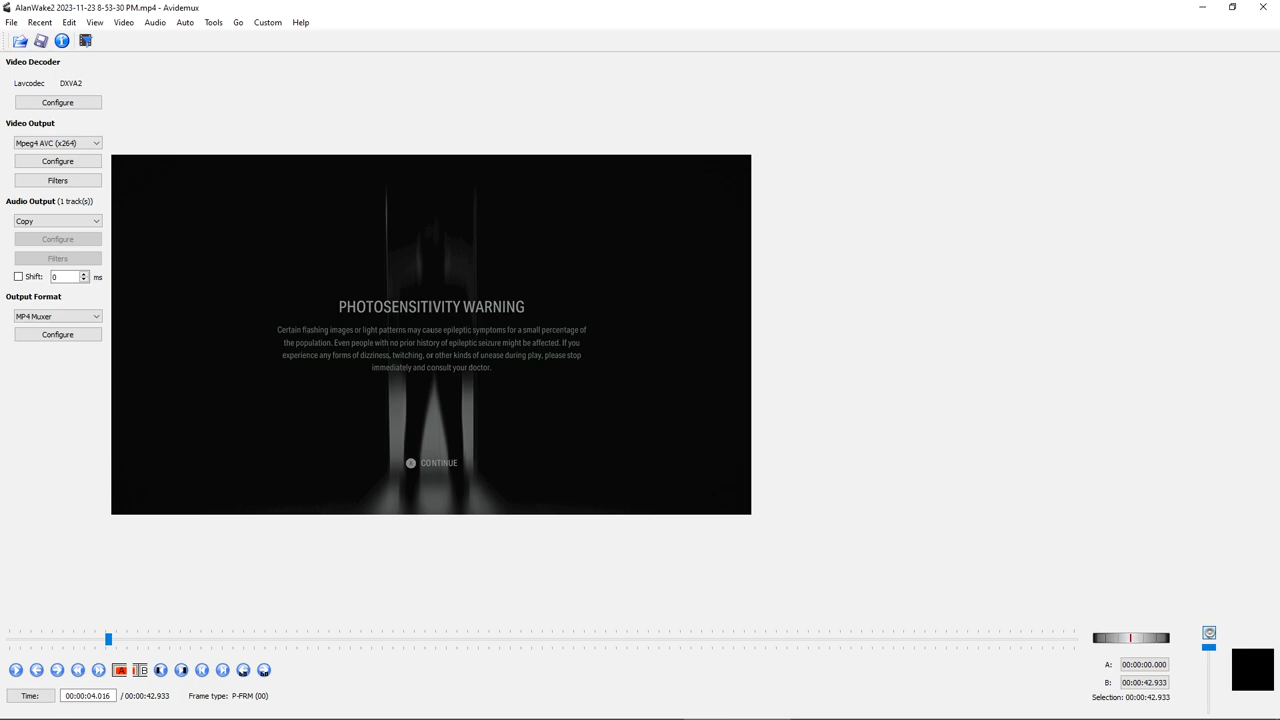 AlanWake2 2023-11-23 8-53-30 PM.mp4 - Avidemux
File Recent Edit View Video Audio Auto Tools Go Custom Help
Video Decoder
Lavcodec DXVA2
Configure
Video Output
Mpeg4 AVC (x264)
Configure
Filters
Audio Output (1 track(s))
Copy
Configure
Filters
Shift: 0 ms
Output Format
MP4 Muxer
Configure
PHOTOSENSITIVITY WARNING
Certain flashing images or light patterns may cause epileptic symptoms for a small percentage of
the population. Even people with no prior history of epileptic seizure might be affected. If you
experience any forms of dizziness, twitching, or other kinds of unease during play, please stop
immediately and consult your doctor.
CONTINUE
A B
A: 00:00:00.000
B: 00:00:42.933
Selection: 00:00:42.933
Time: 00:00:04.016 / 00:00:42.933 Frame type: P-FRM (00)